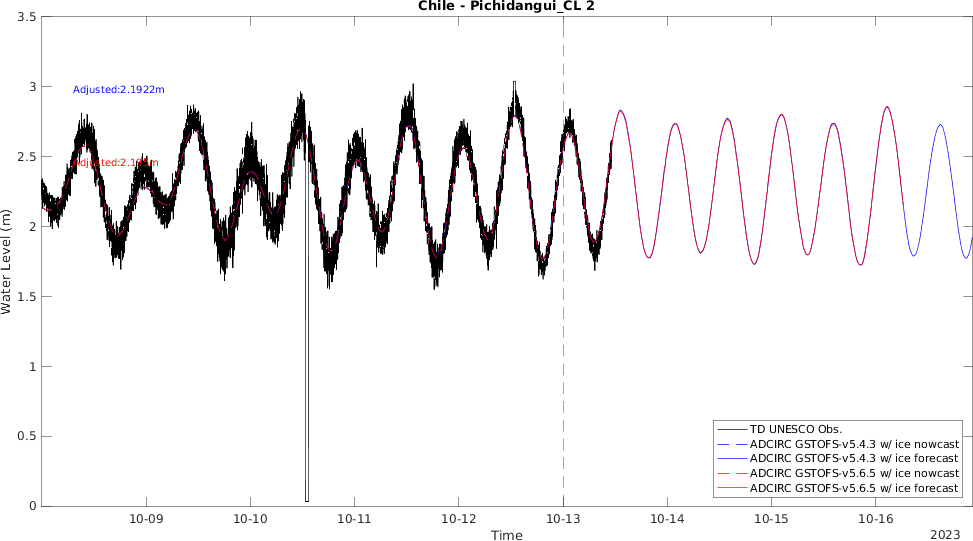 Chile - Pichidangui_CL 2
3.5
3
2.5
2
1.5
1
0.5
0
Water Level (m)
Adjusted:2.1922m
TD UNESCO Obs.
ADCIRC GSTOFS-v5.4.3 w/ ice nowcast
ADCIRC GSTOFS-v5.4.3 w/ ice forecast
ADCIRC GSTOFS-v5.6.5 w/ ice nowcast
ADCIRC GSTOFS-v5.6.5 w/ ice forecast
10-09 10-10 10-11 10-12 10-13 10-14 10-15 10-16
Time
2023